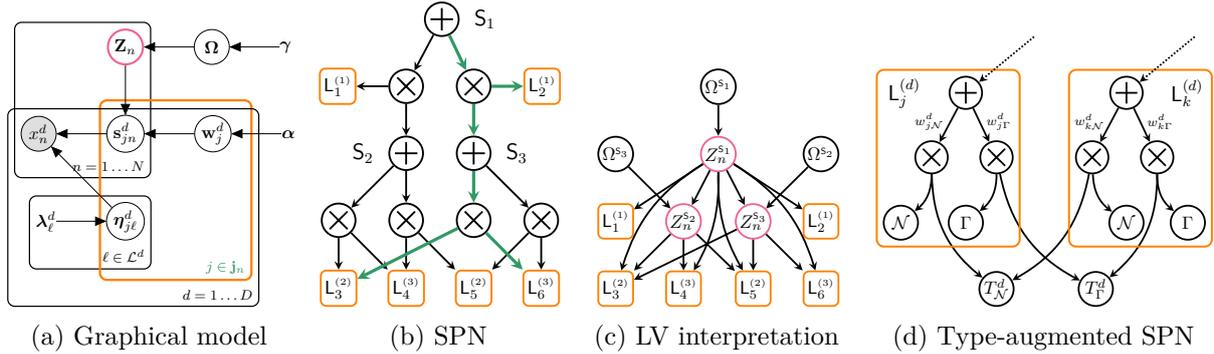 Z_n
Ω
γ
x_n^d
s_{jn}^d
w_j^d
α
n = 1...N
λ_ℓ^d
η_{jℓ}^d
ℓ ∈ 𝓛^d
j ∈ j_n
d = 1...D
(a) Graphical model
S_1
L_1^{(1)}
L_2^{(1)}
S_2
S_3
L_3^{(2)}
L_4^{(3)}
L_5^{(2)}
L_6^{(3)}
(b) SPN
Ω^{S_1}
Ω^{S_3}
Z_n^{S_1}
Ω^{S_2}
L_1^{(1)}
Z_n^{S_2}
Z_n^{S_3}
L_2^{(1)}
L_3^{(2)}
L_4^{(3)}
L_5^{(2)}
L_6^{(3)}
(c) LV interpretation
L_j^{(d)}
L_k^{(d)}
w_{j𝒩}^d
w_{jΓ}^d
w_{k𝒩}^d
w_{kΓ}^d
𝒩
Γ
𝒩
Γ
T_𝒩^d
T_Γ^d
(d) Type-augmented SPN